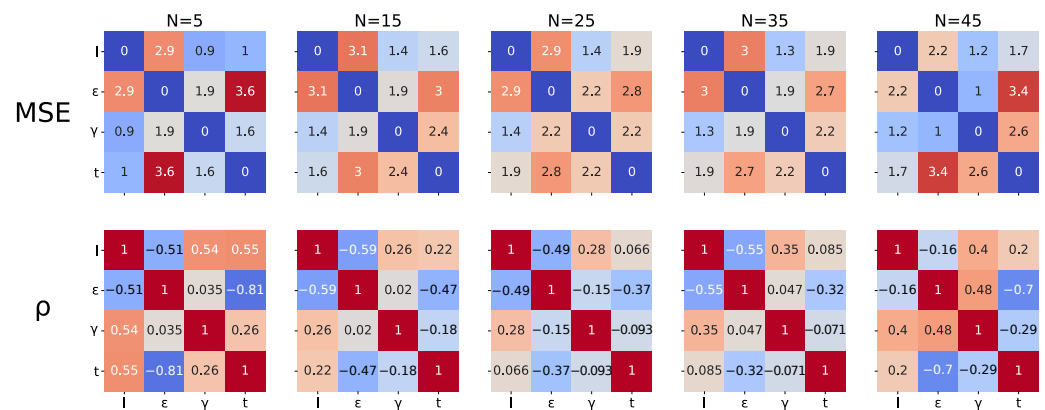 N=5 N=15 N=25 N=35 N=45
MSE
I 0 2.9 0.9 1 0 3.1 1.4 1.6 0 2.9 1.4 1.9 0 3 1.3 1.9 0 2.2 1.2 1.7
ε 2.9 0 1.9 3.6 3.1 0 1.9 3 2.9 0 2.2 2.8 3 0 1.9 2.7 2.2 0 1 3.4
γ 0.9 1.9 0 1.6 1.4 1.9 0 2.4 1.4 2.2 0 2.2 1.3 1.9 0 2.2 1.2 1 0 2.6
t 1 3.6 1.6 0 1.6 3 2.4 0 1.9 2.8 2.2 0 1.9 2.7 2.2 0 1.7 3.4 2.6 0
ρ
I 1 −0.51 0.54 0.55 1 −0.59 0.26 0.22 1 −0.49 0.28 0.066 1 −0.55 0.35 0.085 1 −0.16 0.4 0.2
ε −0.51 1 0.035 −0.81 −0.59 1 0.02 −0.47 −0.49 1 −0.15 −0.37 −0.55 1 0.047 −0.32 −0.16 1 0.48 −0.7
γ 0.54 0.035 1 0.26 0.26 0.02 1 −0.18 0.28 −0.15 1 −0.093 0.35 0.047 1 −0.071 0.4 0.48 1 −0.29
t 0.55 −0.81 0.26 1 0.22 −0.47 −0.18 1 0.066 −0.37 −0.093 1 0.085 −0.32 −0.071 1 0.2 −0.7 −0.29 1
I ε γ t I ε γ t I ε γ t I ε γ t I ε γ t